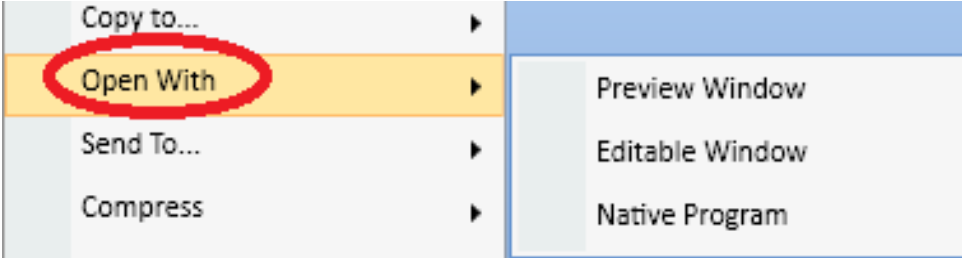 Copy to...
Open With
Send To...
Compress
Preview Window
Editable Window
Native Program